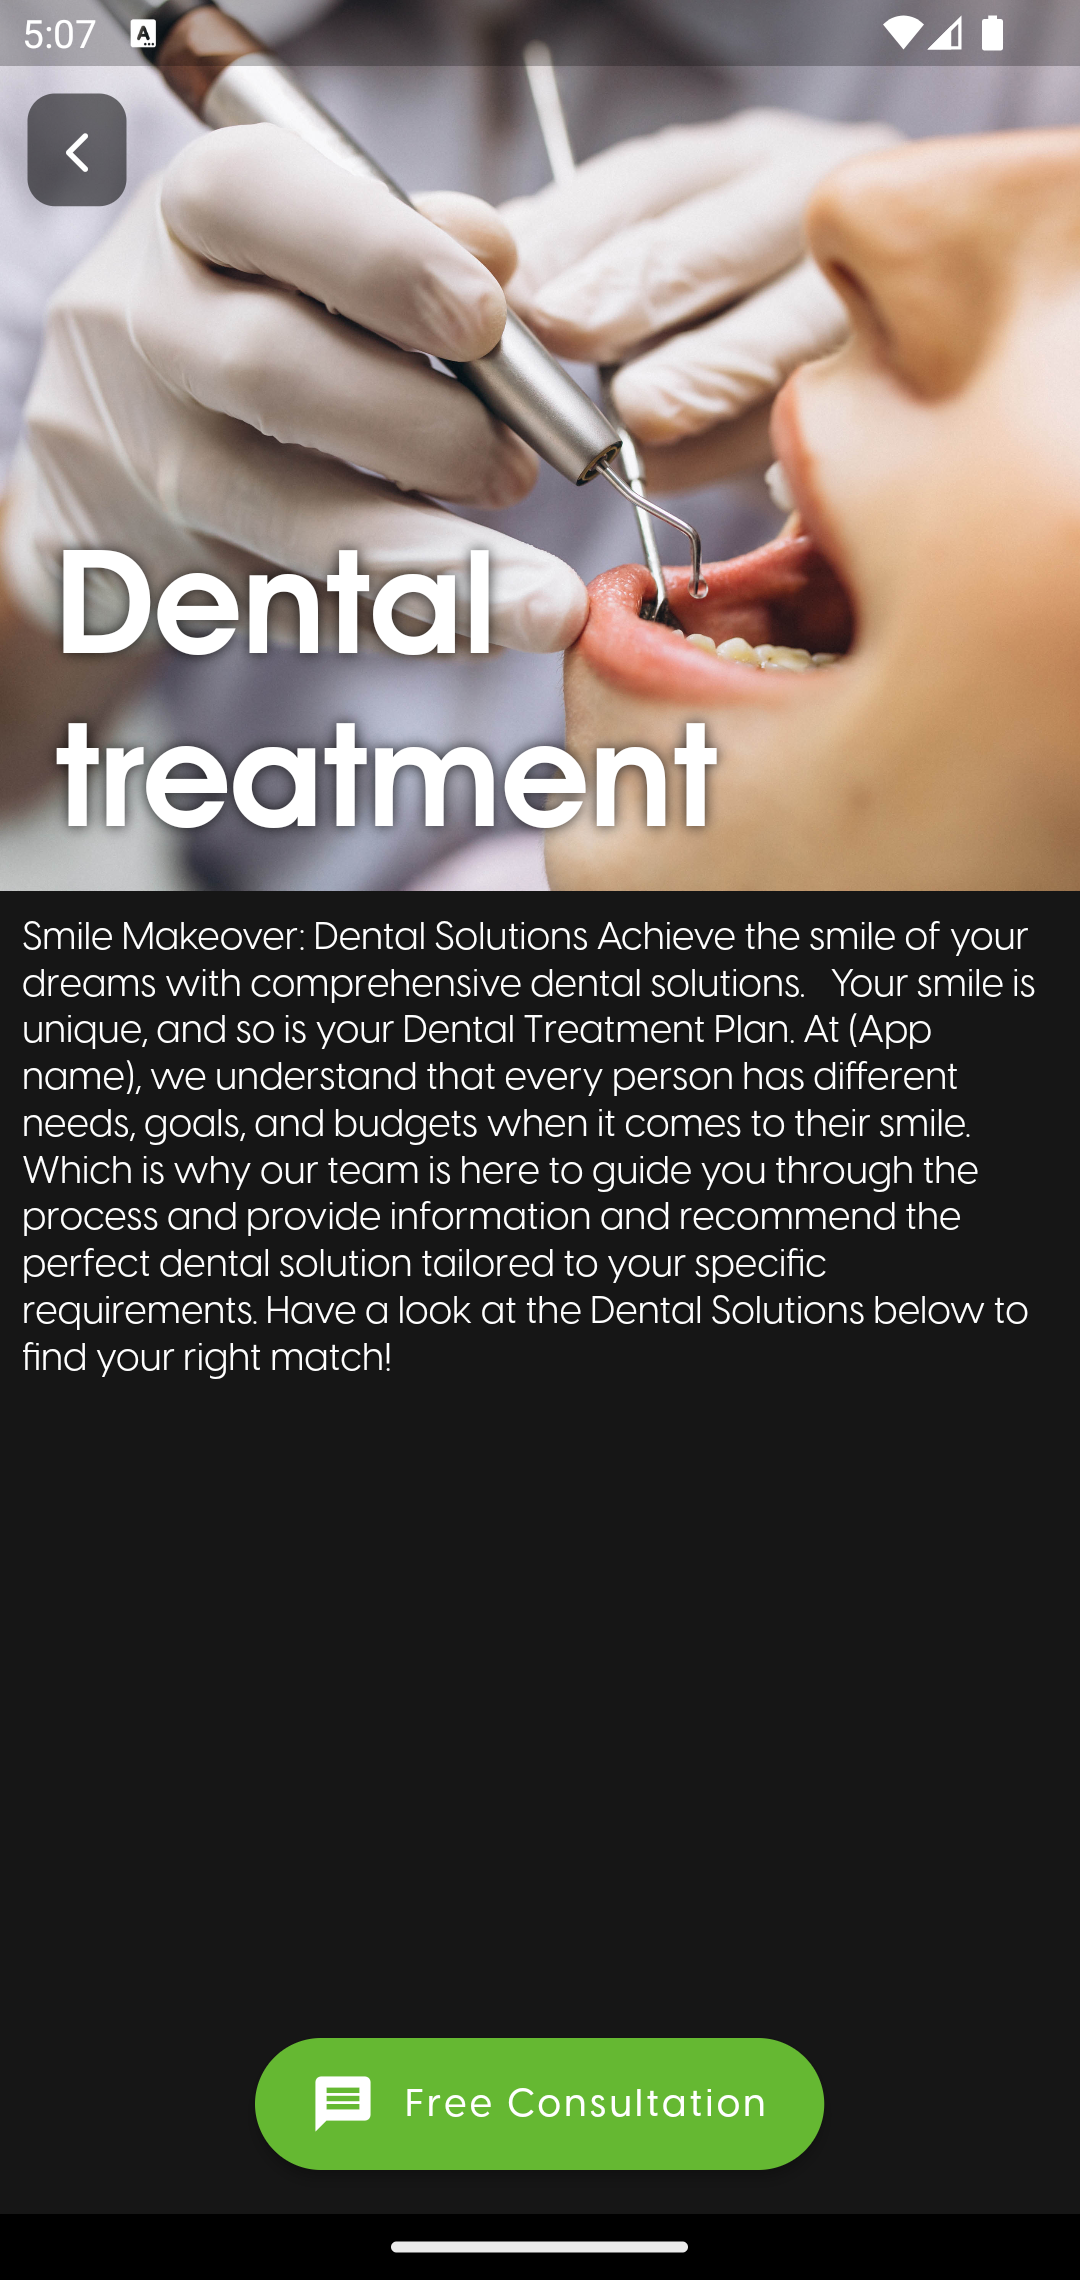 5:07
A
Dental
treatment
Smile Makeover: Dental Solutions Achieve the smile of your
dreams with comprehensive dental solutions.   Your smile is
unique, and so is your Dental Treatment Plan. At (App
name), we understand that every person has different
needs, goals, and budgets when it comes to their smile.
Which is why our team is here to guide you through the
process and provide information and recommend the
perfect dental solution tailored to your specific
requirements. Have a look at the Dental Solutions below to
find your right match!
Free Consultation